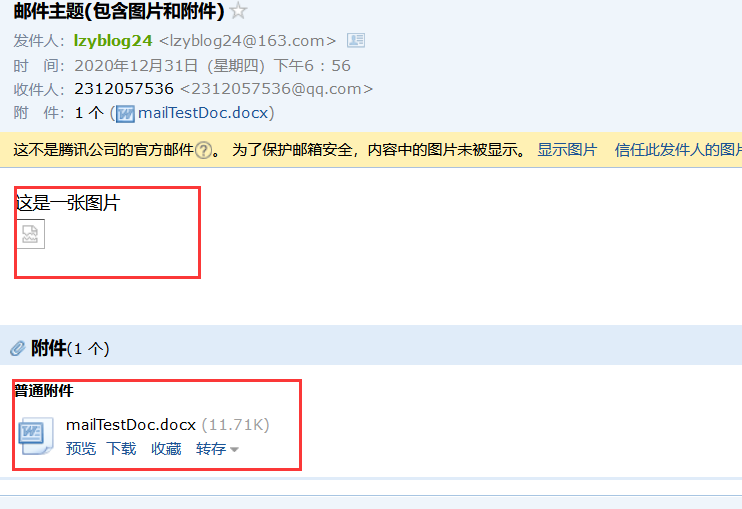 邮件主题(包含图片和附件)
发件人：lzyblog24 <lzyblog24@163.com>
时 间：2020年12月31日（星期四）下午6：56
收件人：2312057536 <2312057536@qq.com>
附 件：1 个 (mailTestDoc.docx)
这不是腾讯公司的官方邮件?。 为了保护邮箱安全，内容中的图片未被显示。 显示图片 信任此发件人的图片
这是一张图片
附件(1 个)
普通附件
mailTestDoc.docx (11.71K)
预览 下载 收藏 转存